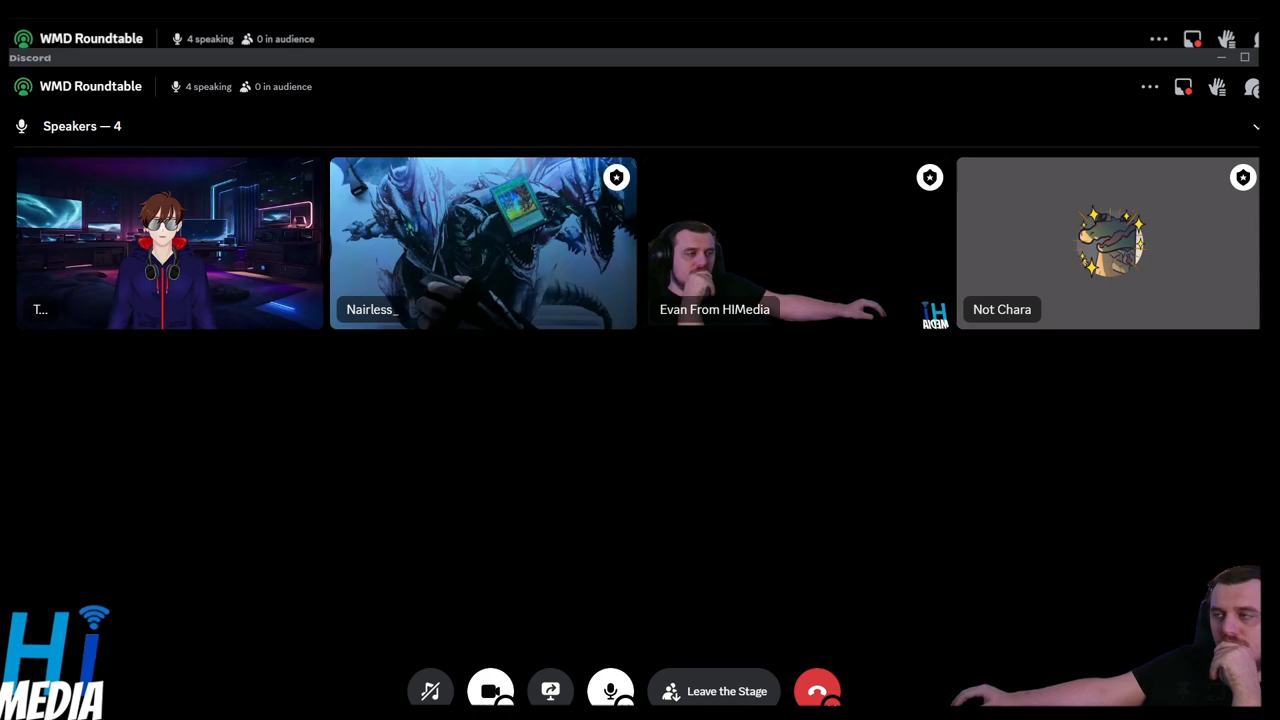 WMD Roundtable
4 speaking
0 in audience
Discord
WMD Roundtable
4 speaking
0 in audience
Speakers — 4
T...
Nairless_
Evan From HIMedia
Not Chara
Hi
MEDIA
Leave the Stage